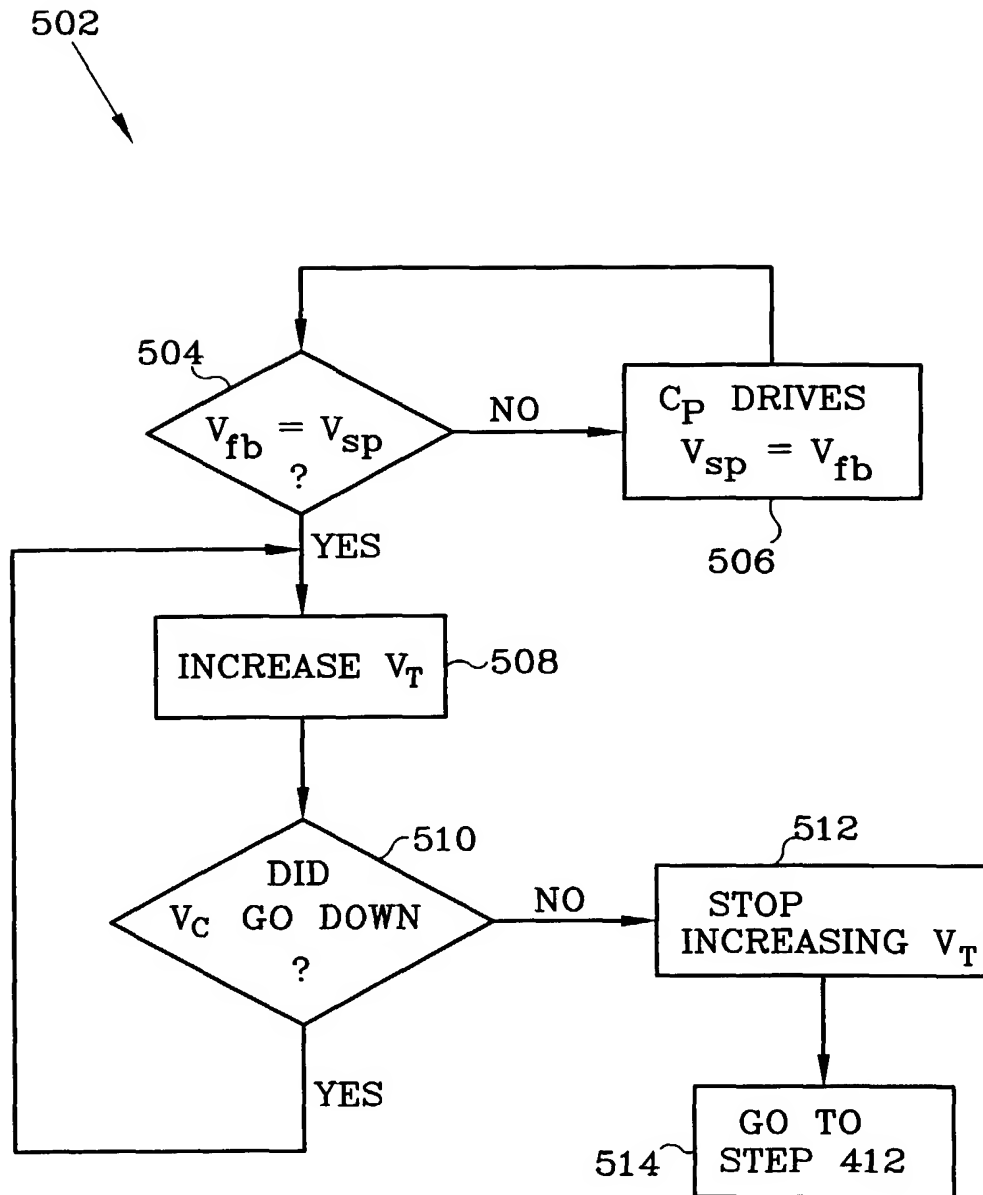 502
504
V_fb = V_sp
?
NO
C_P DRIVES
V_sp = V_fb
506
YES
INCREASE V_T
508
DID
V_C GO DOWN
?
510
NO
512
STOP
INCREASING V_T
YES
GO TO
STEP 412
514